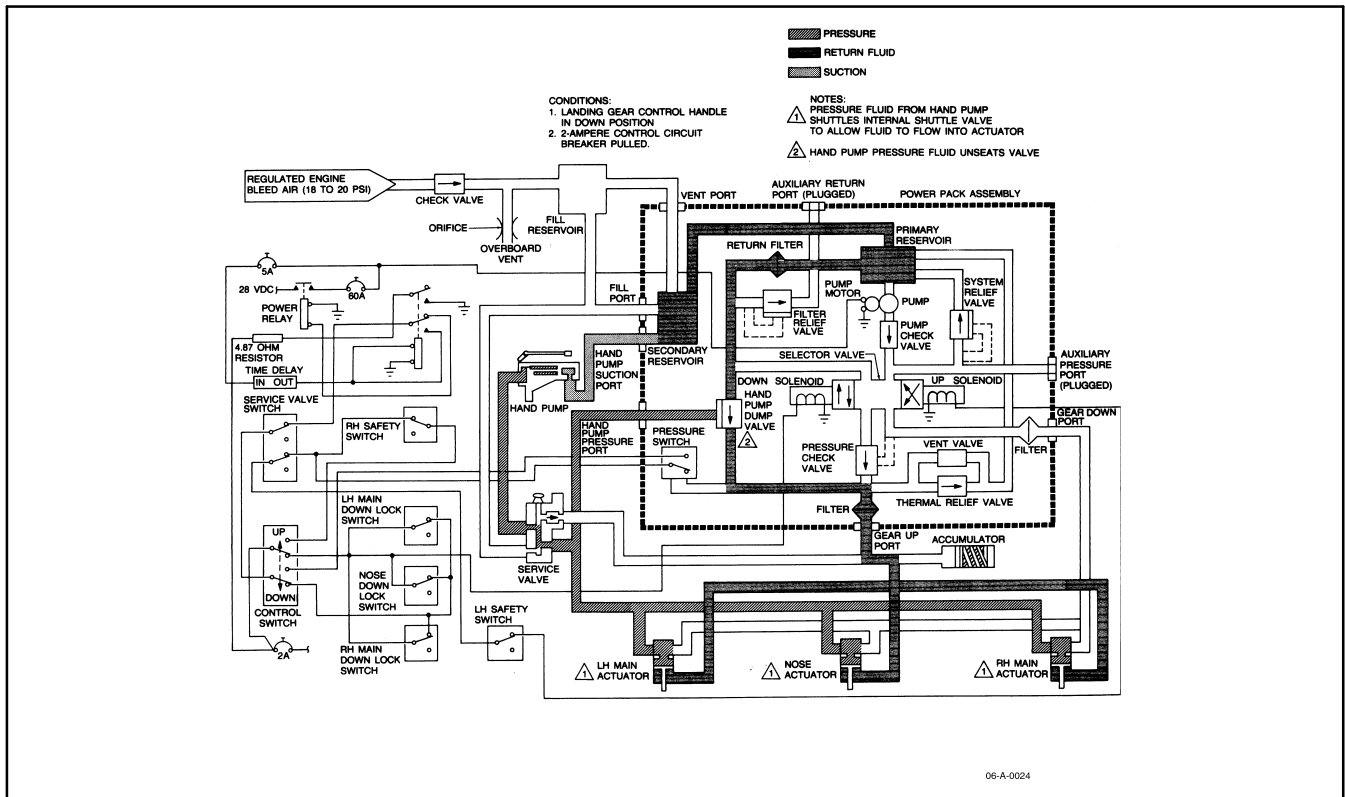 PRESSURE
RETURN FLUID
SUCTION
CONDITIONS:
1. LANDING GEAR CONTROL HANDLE
IN DOWN POSITION
2. 2-AMPERE CONTROL CIRCUIT
BREAKER PULLED.
NOTES:
1 PRESSURE FLUID FROM HAND PUMP
SHUTTLES INTERNAL SHUTTLE VALVE
TO ALLOW FLUID TO FLOW INTO ACTUATOR
2 HAND PUMP PRESSURE FLUID UNSEATS VALVE
REGULATED ENGINE
BLEED AIR (18 TO 20 PSI)
CHECK VALVE
ORIFICE
OVERBOARD
VENT
FILL
RESERVOIR
VENT PORT
AUXILIARY RETURN
PORT (PLUGGED)
POWER PACK ASSEMBLY
RETURN FILTER
PRIMARY
RESERVOIR
5A
28 VDC
60A
POWER
RELAY
FILL
PORT
PUMP
MOTOR
PUMP
SYSTEM
RELIEF
VALVE
FILTER
RELIEF
VALVE
PUMP
CHECK
VALVE
4.87 OHM
RESISTOR
TIME DELAY
IN OUT
HAND
PUMP
SUCTION
PORT
SECONDARY
RESERVOIR
SELECTOR VALVE
AUXILIARY
PRESSURE
PORT
(PLUGGED)
SERVICE VALVE
SWITCH
RH SAFETY
SWITCH
HAND PUMP
DOWN SOLENOID
UP SOLENOID
HAND
PUMP
DUMP
VALVE
2
HAND
PUMP
PRESSURE
PORT
PRESSURE
SWITCH
PRESSURE
CHECK
VALVE
GEAR DOWN
PORT
VENT VALVE
FILTER
THERMAL RELIEF VALVE
LH MAIN
DOWN LOCK
SWITCH
FILTER
GEAR UP
PORT
ACCUMULATOR
UP
DOWN
CONTROL
SWITCH
NOSE
DOWN
LOCK
SWITCH
SERVICE
VALVE
LH SAFETY
SWITCH
2A
RH MAIN
DOWN LOCK
SWITCH
1 LH MAIN
ACTUATOR
1 NOSE
ACTUATOR
1 RH MAIN
ACTUATOR
06-A-0024